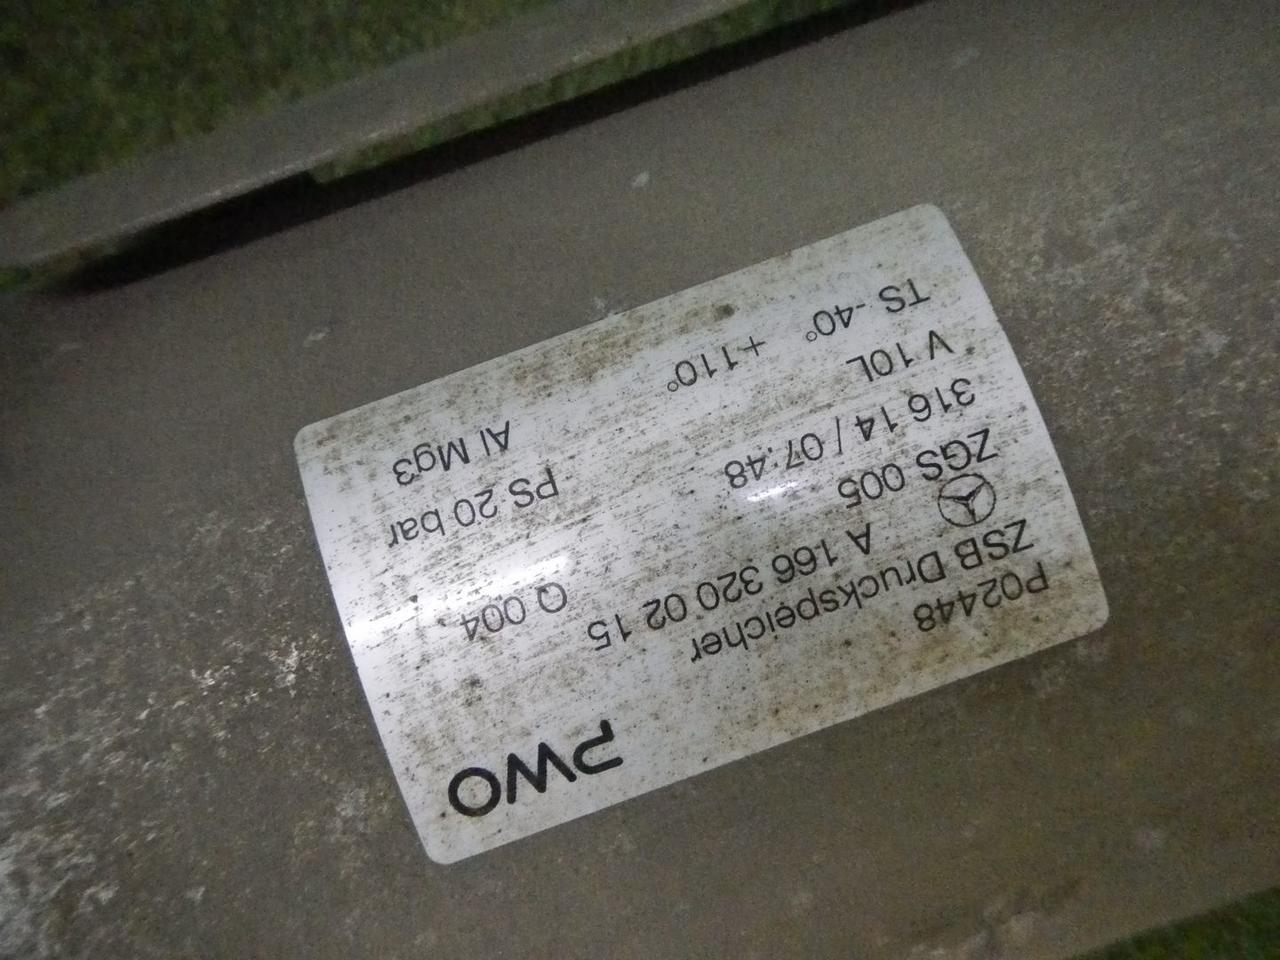 P02448
PWO
ZSB Druckspeicher
A 166 320 02 15
ZGS 005
Q 004
316 14 / 07:48
V 10L
PS 20 bar
TS -40° +110°
Al Mg3